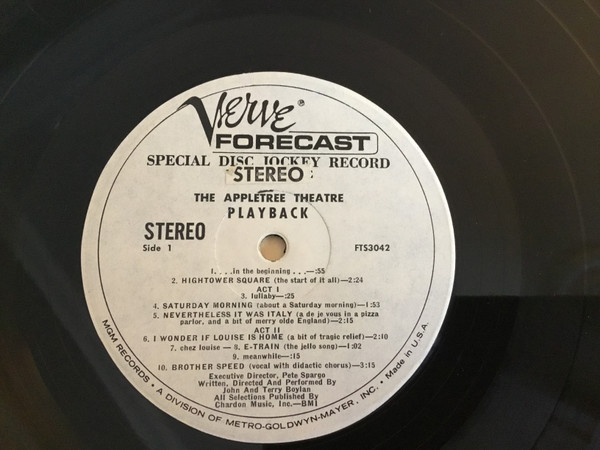 Verve®
FORECAST
SPECIAL DISC JOCKEY RECORD
STEREO
THE APPLETREE THEATRE
PLAYBACK
STEREO
Side 1
FTS3042
1. . . .in the beginning . . .—:55
2. HIGHTOWER SQUARE (the start of it all)—2:24
ACT I
3. lullaby—:25
4. SATURDAY MORNING (about a Saturday morning)—1:53
5. NEVERTHELESS IT WAS ITALY (a de je vous in a pizza
parlor, and a bit of merry olde England)—2:15
ACT II
6. I WONDER IF LOUISE IS HOME (a bit of tragic relief)—2:10
7. chez louise — 8. E-TRAIN (the jello song)—1:02
9. meanwhile—:15
10. BROTHER SPEED (vocal with didactic chorus)—3:15
Executive Director, Pete Spargo
Written, Directed And Performed By
John And Terry Boylan
All Selections Published By
Chardon Music, Inc.—BMI
MGM RECORDS • A DIVISION OF METRO-GOLDWYN-MAYER, INC. • Made in U.S.A.